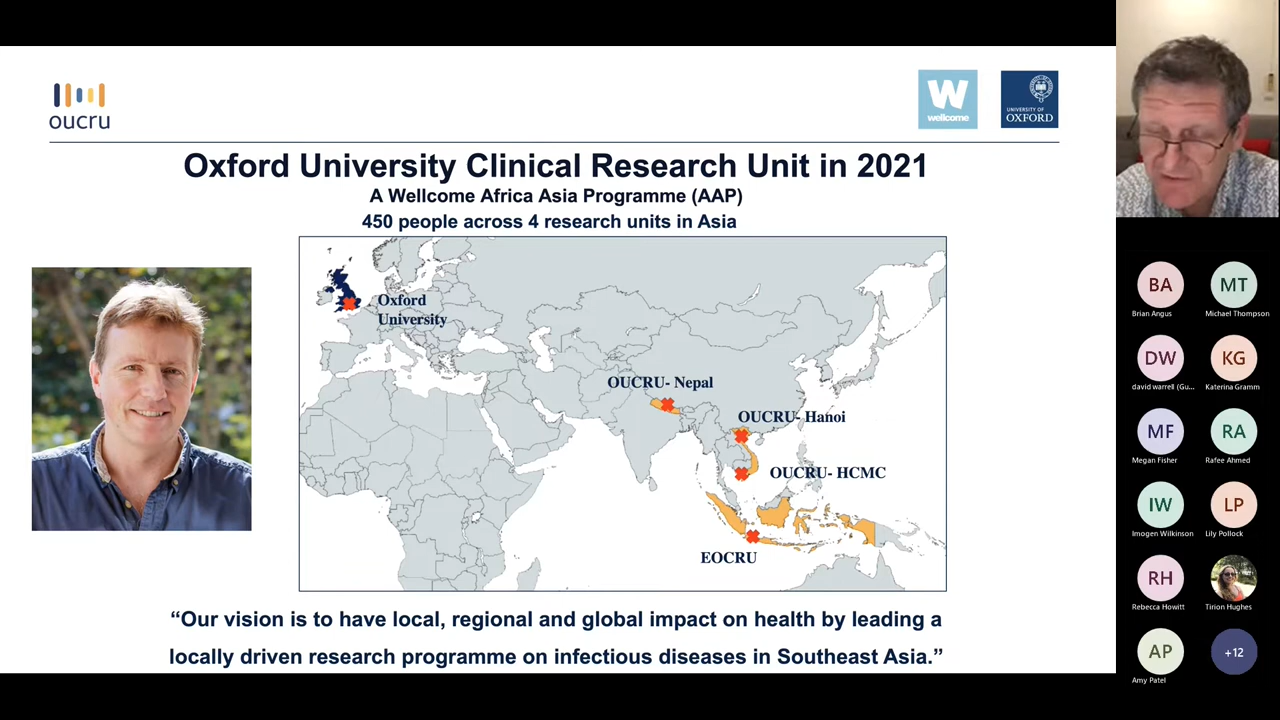 oucru
W
wellcome
UNIVERSITY OF
OXFORD
Oxford University Clinical Research Unit in 2021
A Wellcome Africa Asia Programme (AAP)
450 people across 4 research units in Asia
Oxford
University
OUCRU- Nepal
OUCRU- Hanoi
OUCRU- HCMC
EOCRU
“Our vision is to have local, regional and global impact on health by leading a
locally driven research programme on infectious diseases in Southeast Asia.”
BA
MT
Brian Angus
Michael Thompson
DW
KG
david warrell (Gu...
Katerina Gramm
MF
RA
Megan Fisher
Rafee Ahmed
IW
LP
Imogen Wilkinson
Lily Pollock
RH
Rebecca Howitt
Tirion Hughes
AP
+12
Amy Patel